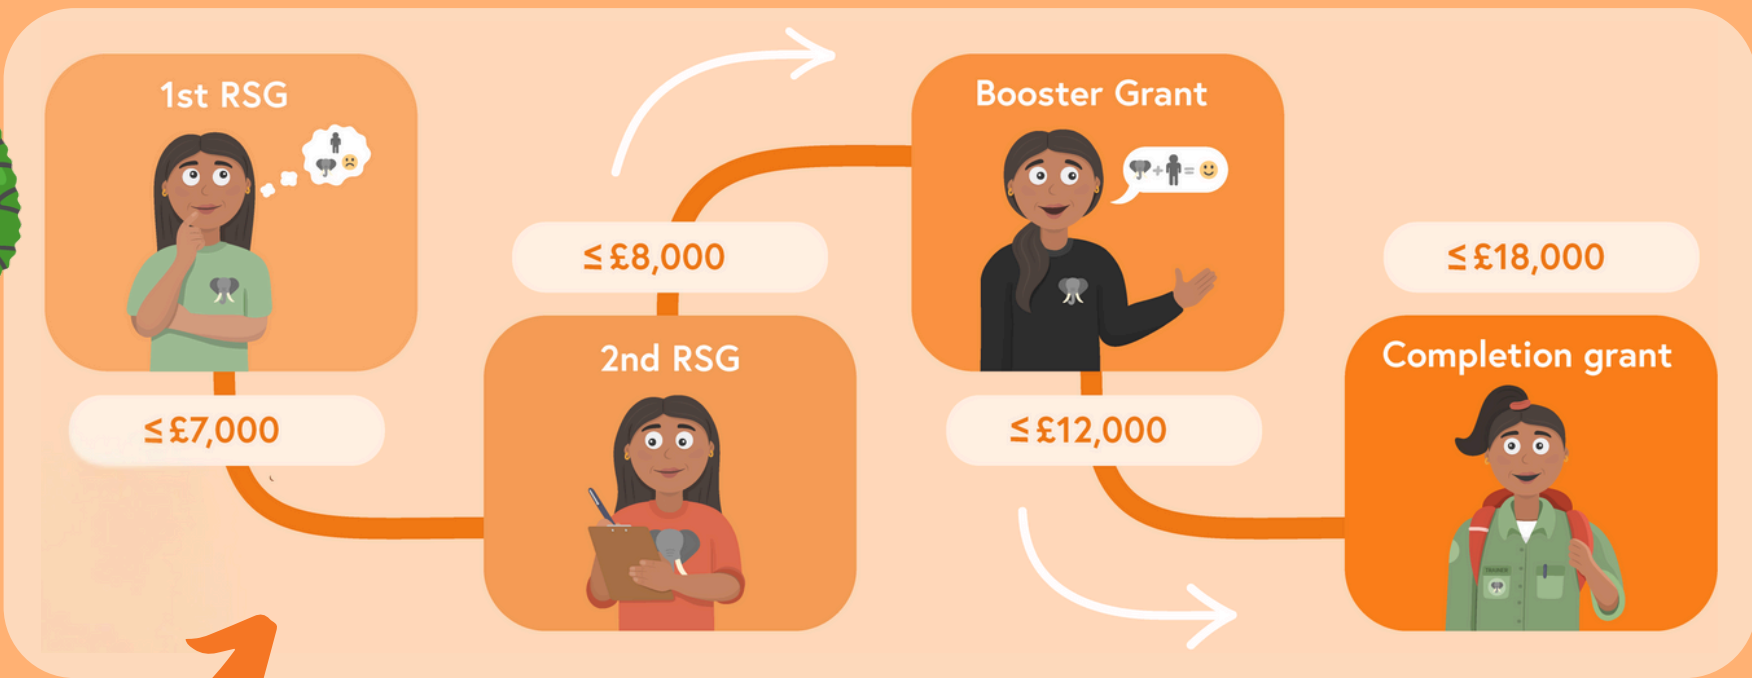 1st RSG
≤£7,000
2nd RSG
≤£8,000
Booster Grant
≤£12,000
Completion grant
≤£18,000